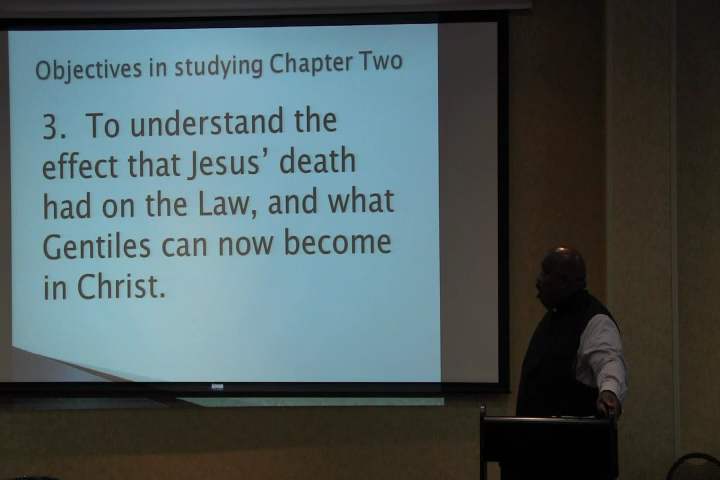 Objectives in studying Chapter Two
3. To understand the
effect that Jesus’ death
had on the Law, and what
Gentiles can now become
in Christ.